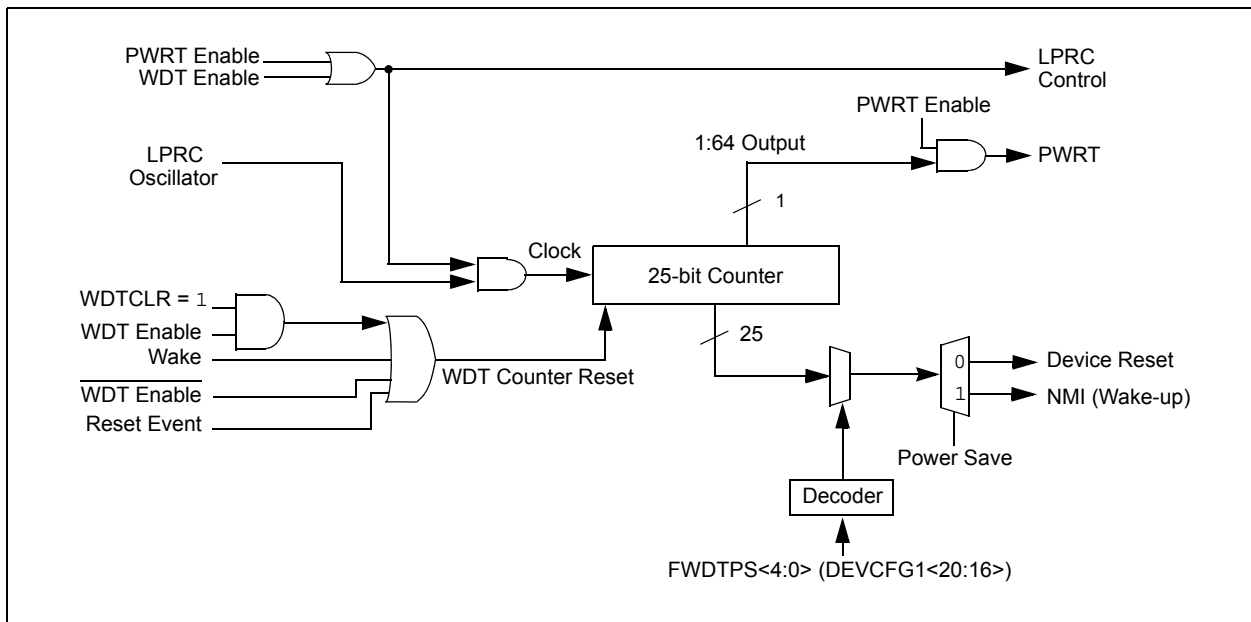 PWRT Enable
WDT Enable
LPRC
Control
PWRT Enable
LPRC
Oscillator
1:64 Output
PWRT
1
Clock
25-bit Counter
WDTCLR = 1
WDT Enable
Wake
25
WDT Enable
Reset Event
WDT Counter Reset
0
1
Device Reset
NMI (Wake-up)
Power Save
Decoder
FWDTPS<4:0> (DEVCFG1<20:16>)